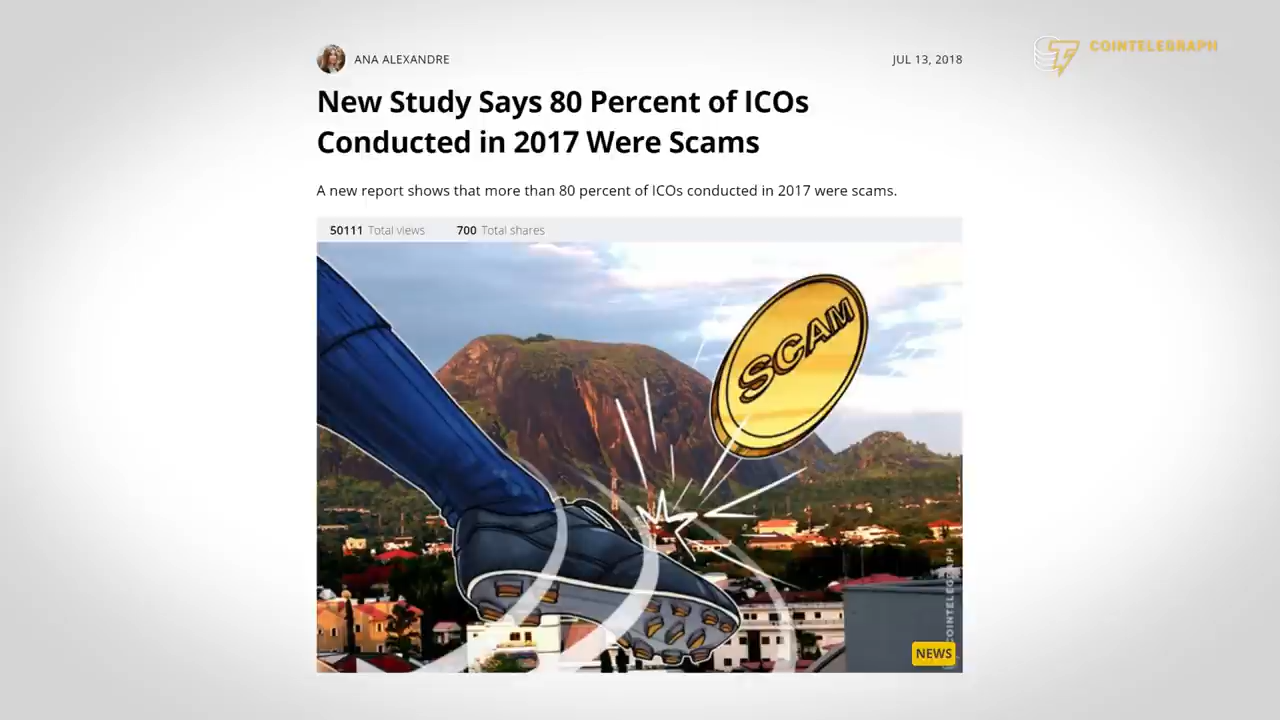 ANA ALEXANDRE
JUL 13, 2018
COINTELEGRAPH
New Study Says 80 Percent of ICOs
Conducted in 2017 Were Scams
A new report shows that more than 80 percent of ICOs conducted in 2017 were scams.
50111 Total views 700 Total shares
SCAM
COINTELEGRAPH
NEWS